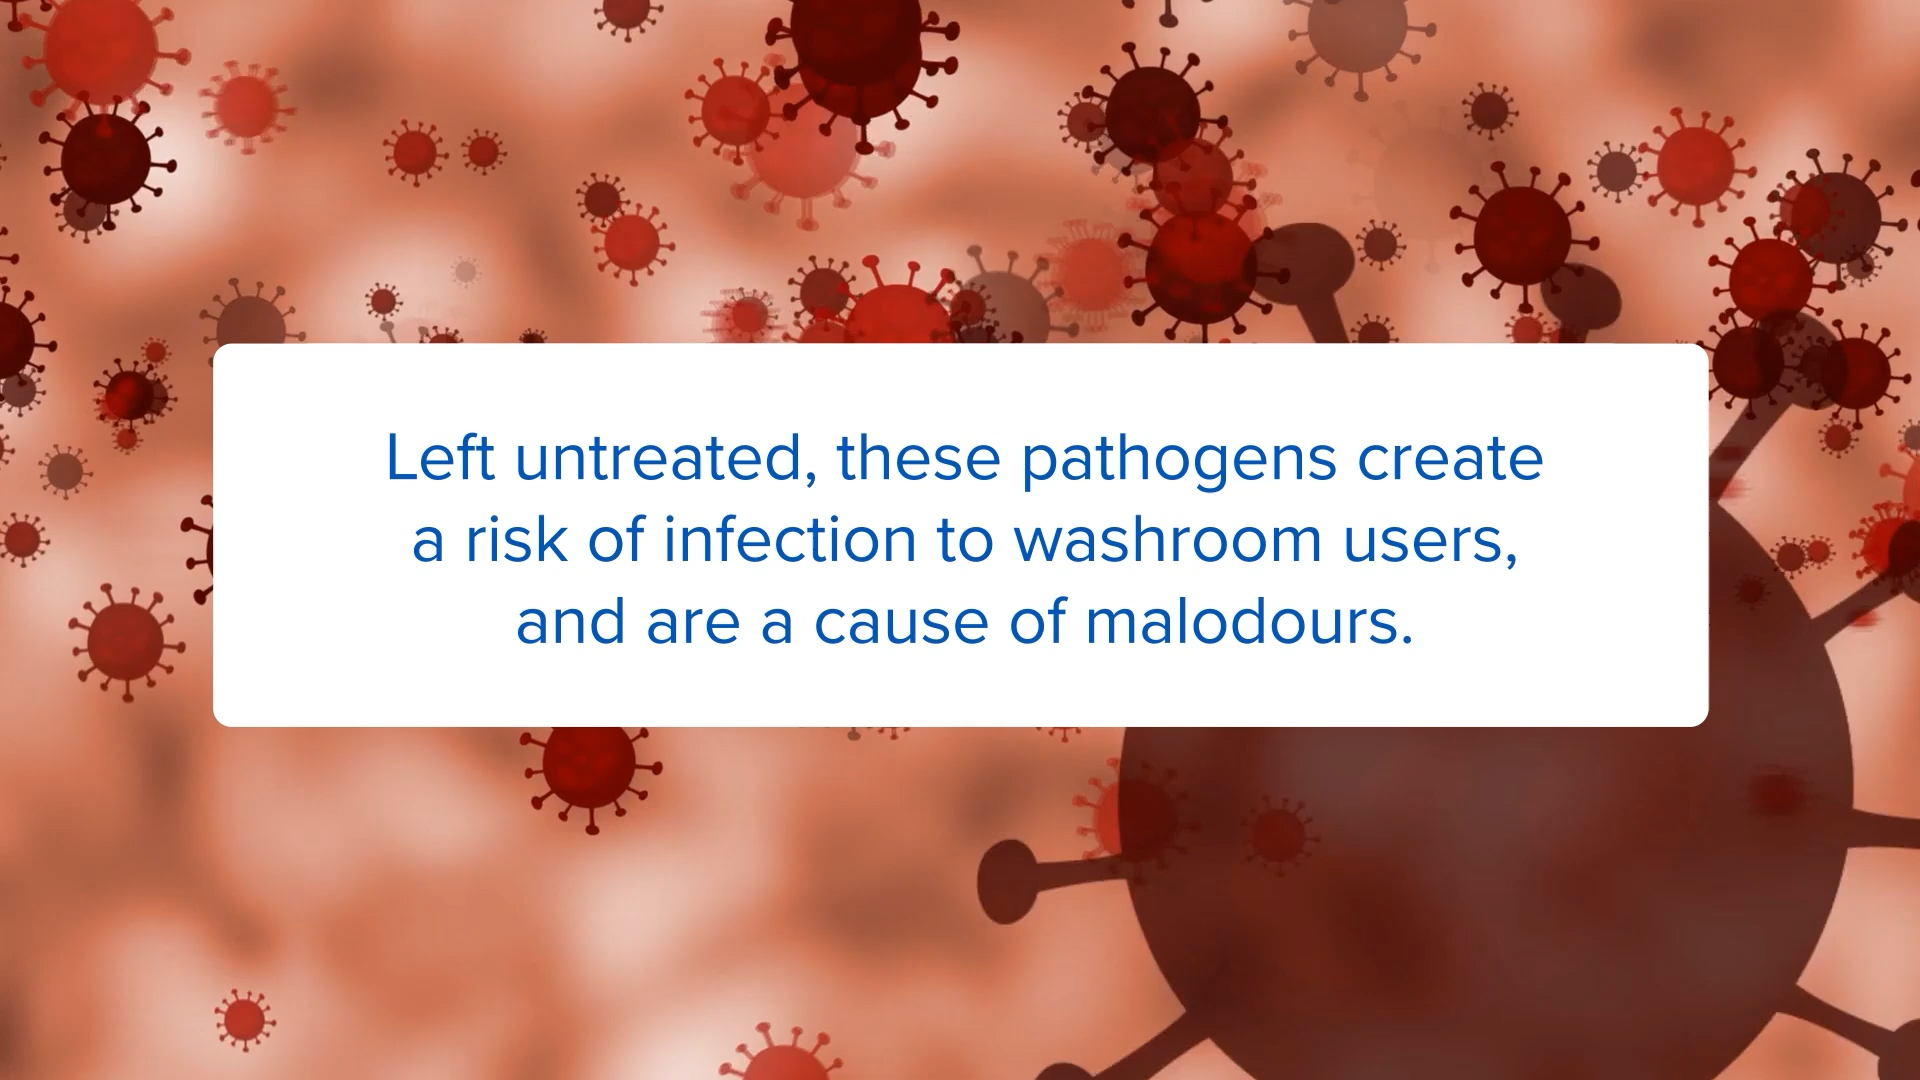 Left untreated, these pathogens create
a risk of infection to washroom users,
and are a cause of malodours.